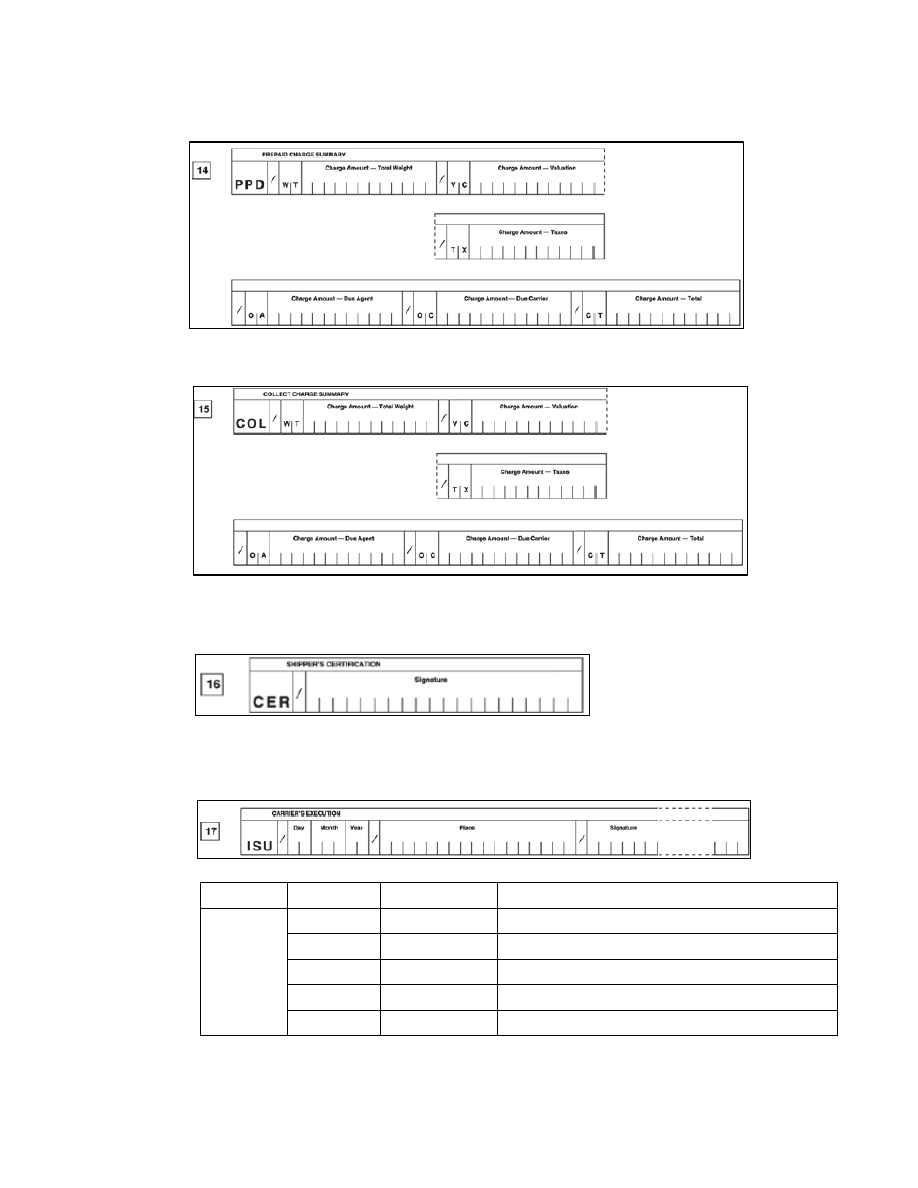 PREPAID CHARGE SUMMARY
14
Charge Amount — Total Weight
Charge Amount — Valuation
PPD / W T / V C
Charge Amount — Taxes
/ T X
Charge Amount — Due Agent
Charge Amount — Due Carrier
Charge Amount — Total
/ O A / O C / C T
COLLECT CHARGE SUMMARY
15
Charge Amount — Total Weight
Charge Amount — Valuation
COL / W T / V C
Charge Amount — Taxes
/ T X
Charge Amount — Due Agent
Charge Amount — Due Carrier
Charge Amount — Total
/ O A / O C / C T
SHIPPER'S CERTIFICATION
16
Signature
CER /
CARRIER'S EXECUTION
17
Day Month Year Place Signature
ISU / / /